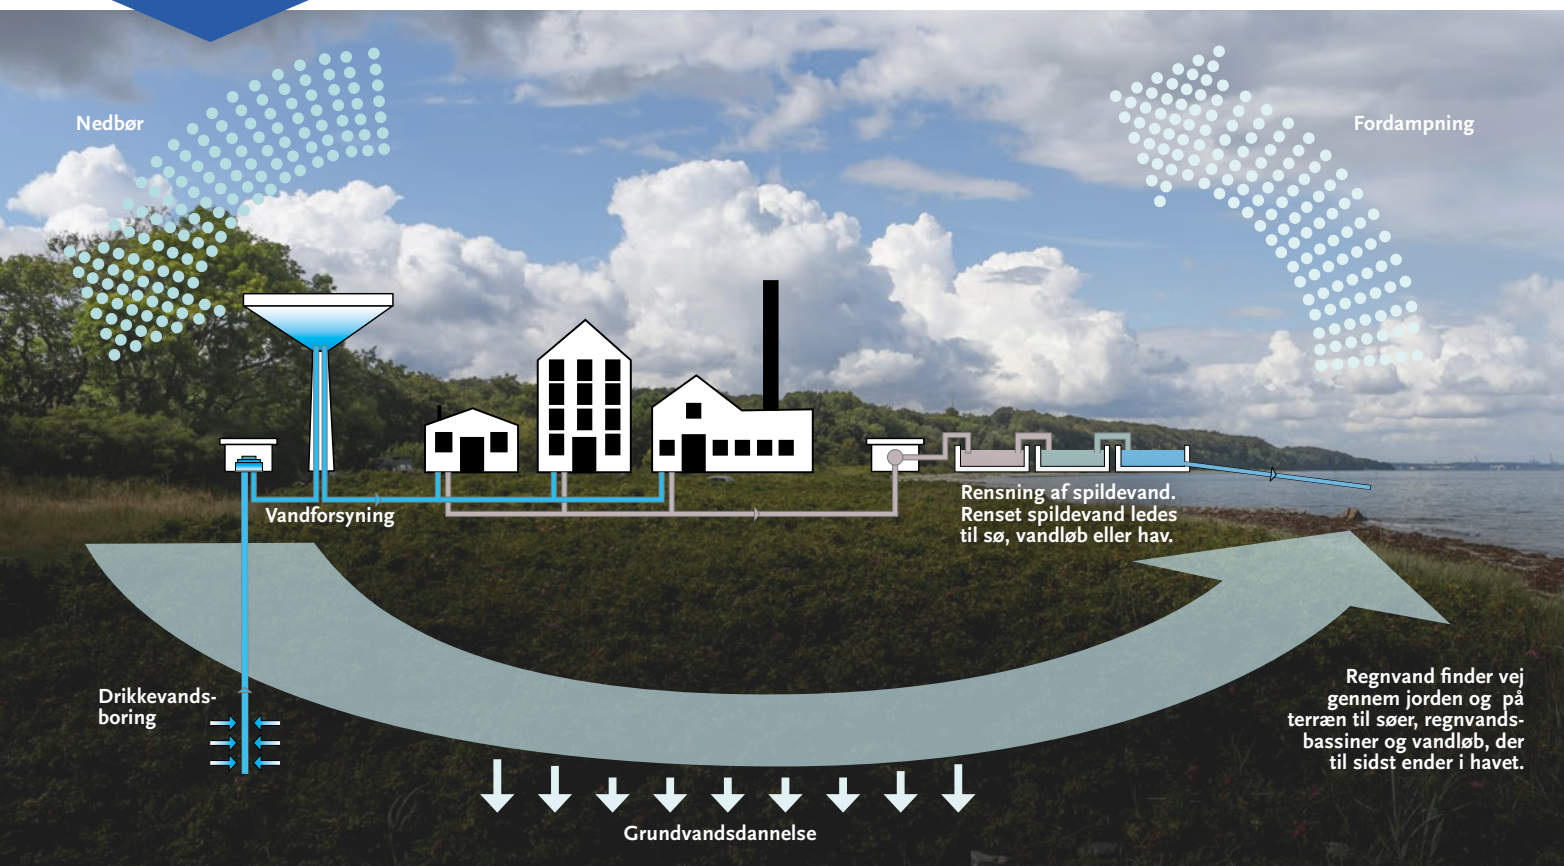 Nedbør
Fordampning
Vandforsyning
Rensning af spildevand.
Renset spildevand ledes
til sø, vandløb eller hav.
Drikkevands-
boring
Regnvand finder vej
gennem jorden og på
terræn til søer, regnvands-
bassiner og vandløb, der
til sidst ender i havet.
Grundvandsdannelse